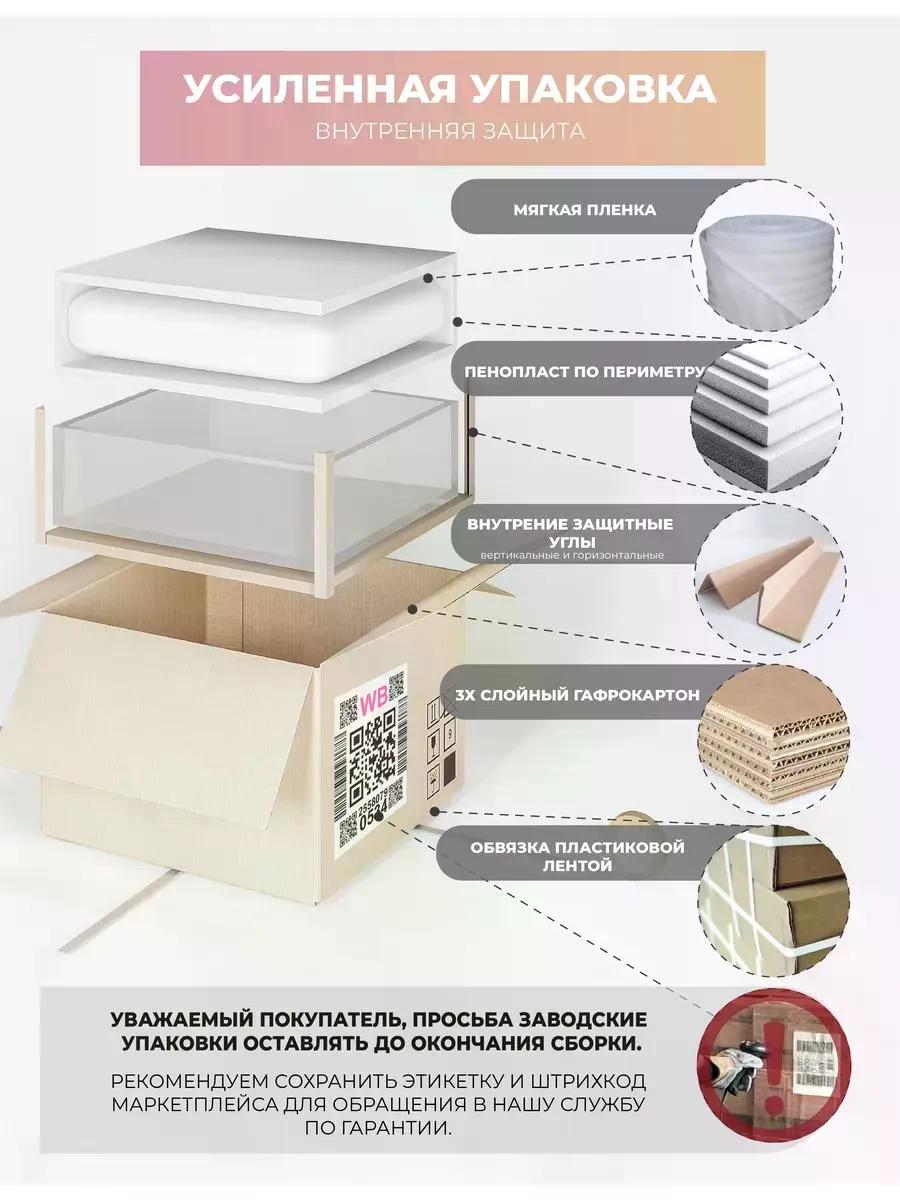 УСИЛЕННАЯ УПАКОВКА
ВНУТРЕННЯЯ ЗАЩИТА
МЯГКАЯ ПЛЕНКА
ПЕНОПЛАСТ ПО ПЕРИМЕТРУ
ВНУТРЕНИЕ ЗАЩИТНЫЕ
УГЛЫ
вертикальные и горизонтальные
3Х СЛОЙНЫЙ ГАФРОКАРТОН
WB
2558079
0534
ОБВЯЗКА ПЛАСТИКОВОЙ
ЛЕНТОЙ
УВАЖАЕМЫЙ ПОКУПАТЕЛЬ, ПРОСЬБА ЗАВОДСКИЕ
УПАКОВКИ ОСТАВЛЯТЬ ДО ОКОНЧАНИЯ СБОРКИ.
РЕКОМЕНДУЕМ СОХРАНИТЬ ЭТИКЕТКУ И ШТРИХКОД
МАРКЕТПЛЕЙСА ДЛЯ ОБРАЩЕНИЯ В НАШУ СЛУЖБУ
ПО ГАРАНТИИ.